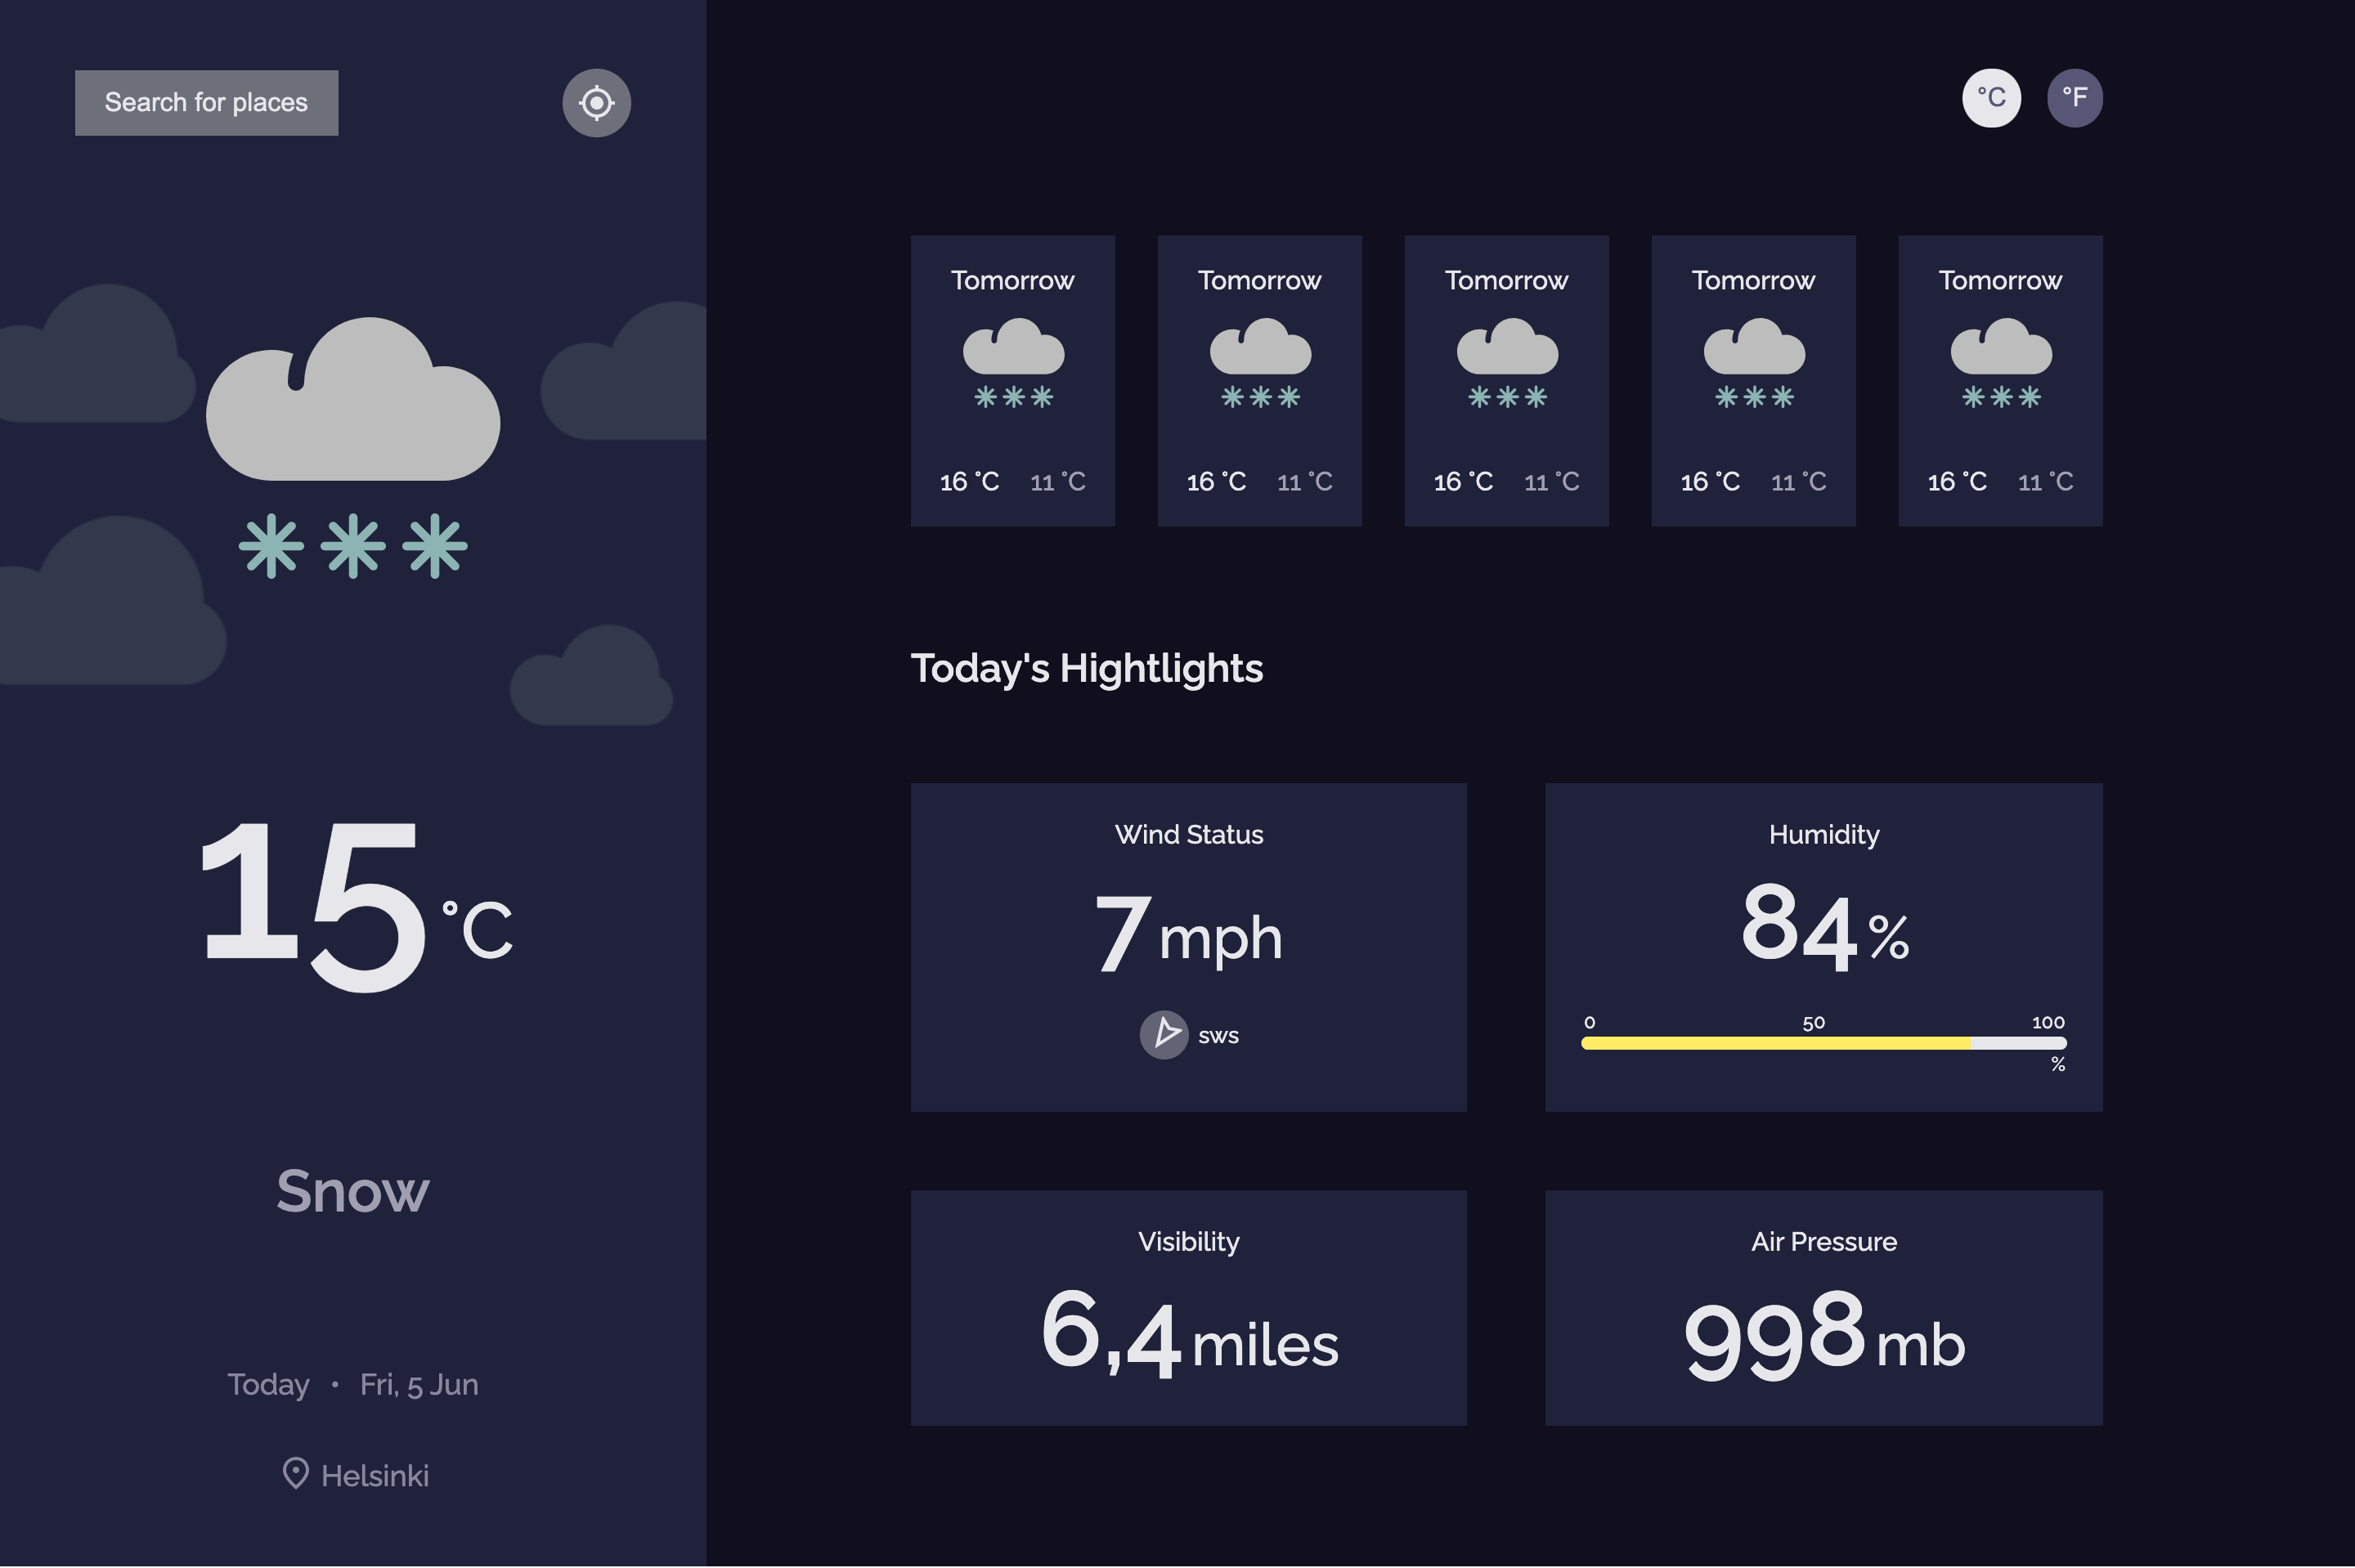 Search for places
15°C
Snow
Today • Fri, 5 Jun
Helsinki
°C °F
Tomorrow Tomorrow Tomorrow Tomorrow Tomorrow
16 °C 11 °C 16 °C 11 °C 16 °C 11 °C 16 °C 11 °C 16 °C 11 °C
Today's Hightlights
Wind Status
7 mph
sws
Humidity
84 %
0 50 100
%
Visibility
6,4 miles
Air Pressure
998 mb